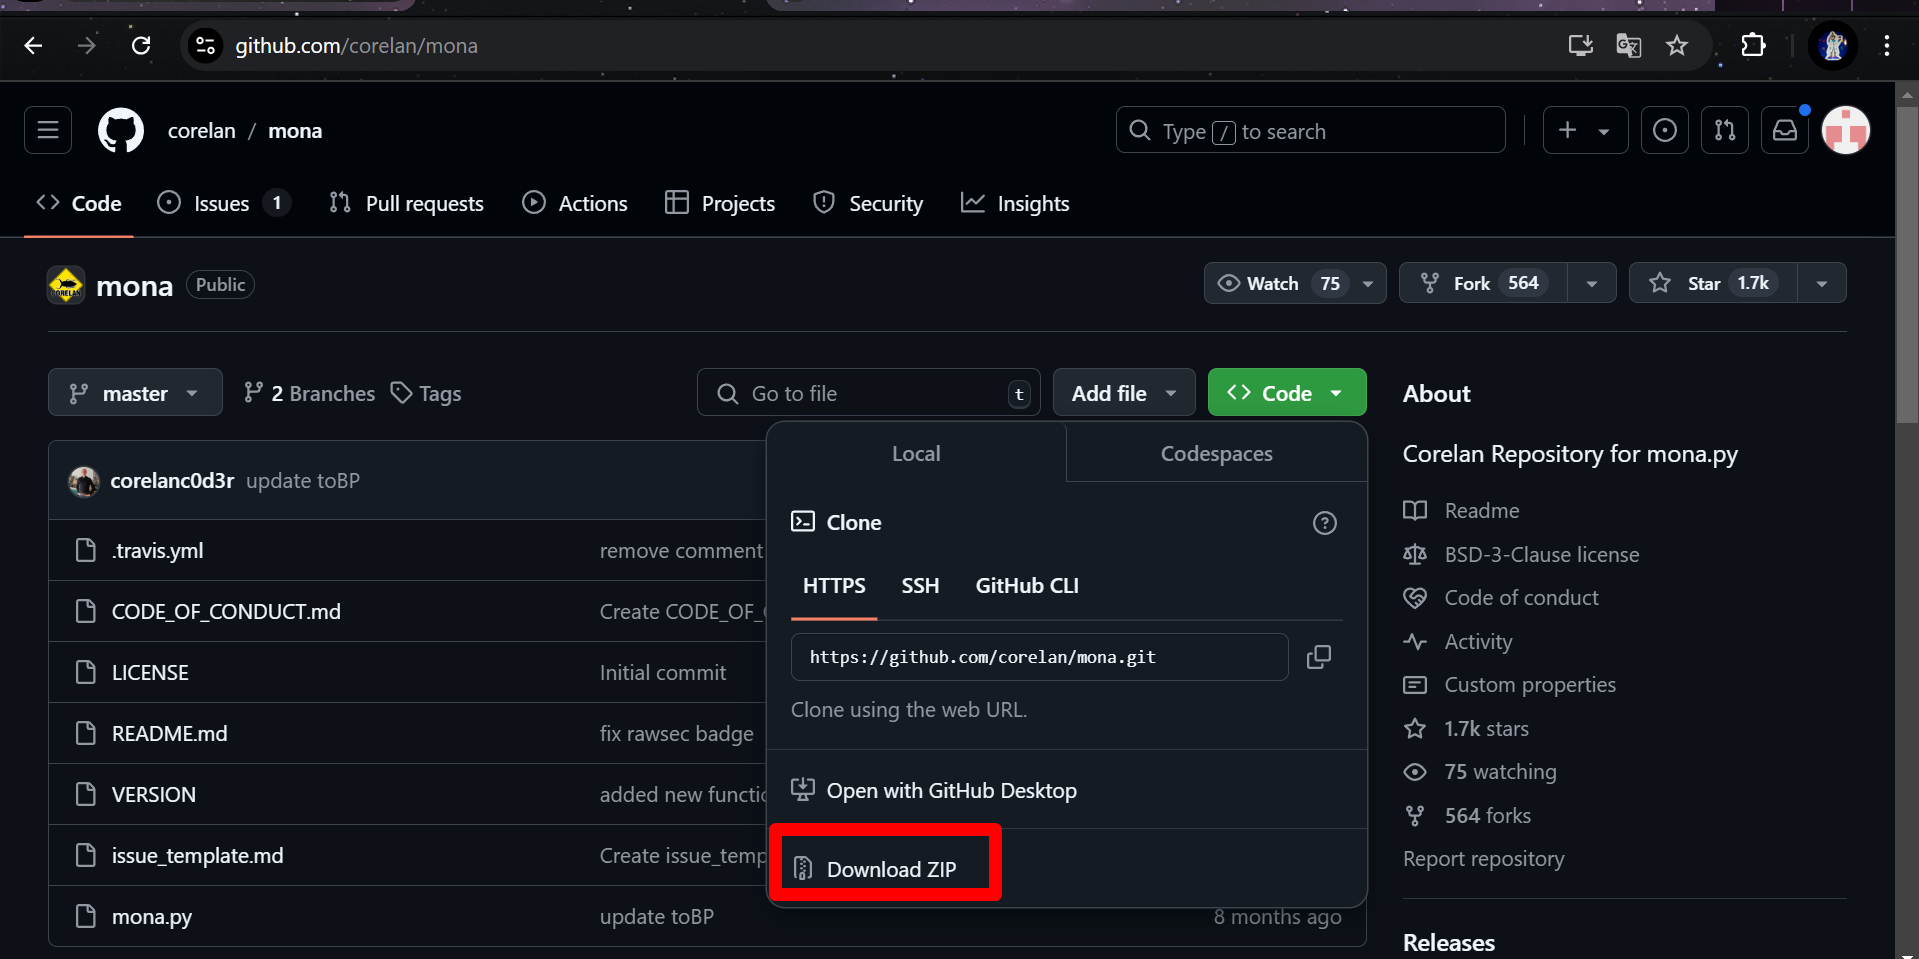 github.com/corelan/mona
corelan / mona
Type / to search
Code
Issues 1
Pull requests
Actions
Projects
Security
Insights
mona Public
Watch 75
Fork 564
Star 1.7k
master
2 Branches
Tags
Go to file t
Add file
Code
About
Local
Codespaces
Corelan Repository for mona.py
corelanc0d3r update toBP
Clone
Readme
.travis.yml remove comment
BSD-3-Clause license
HTTPS SSH GitHub CLI
Code of conduct
CODE_OF_CONDUCT.md Create CODE_OF_
Activity
https://github.com/corelan/mona.git
LICENSE Initial commit
Custom properties
Clone using the web URL.
1.7k stars
README.md fix rawsec badge
75 watching
Open with GitHub Desktop
VERSION added new functio
564 forks
issue_template.md Create issue_temp
Report repository
Download ZIP
mona.py update toBP 8 months ago
Releases